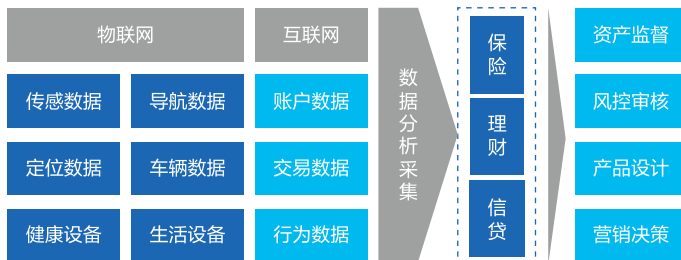 物联网
互联网
传感数据
导航数据
账户数据
定位数据
车辆数据
交易数据
健康设备
生活设备
行为数据
数据分析采集
保险
理财
信贷
资产监督
风控审核
产品设计
营销决策